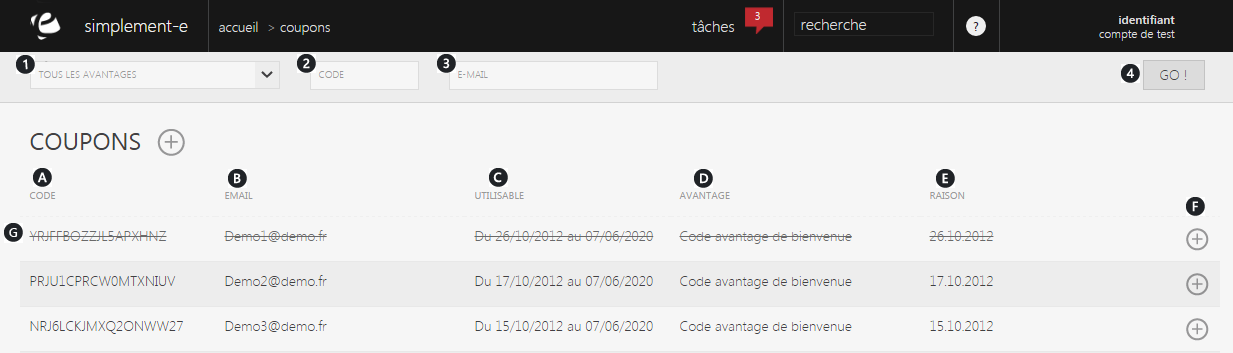 simplement-e accueil > coupons tâches 3 recherche ? identifiant
compte de test
1 TOUS LES AVANTAGES 2 CODE 3 E-MAIL 4 GO !
COUPONS
A B C D E
CODE EMAIL UTILISABLE AVANTAGE RAISON
F
G YRJFFBOZZJL5APXHNZ Demo1@demo.fr Du 26/10/2012 au 07/06/2020 Code avantage de bienvenue 26.10.2012
PRJU1CPRCW0MTXNIUV Demo2@demo.fr Du 17/10/2012 au 07/06/2020 Code avantage de bienvenue 17.10.2012
NRJ6LCKJMXQ2ONWW27 Demo3@demo.fr Du 15/10/2012 au 07/06/2020 Code avantage de bienvenue 15.10.2012